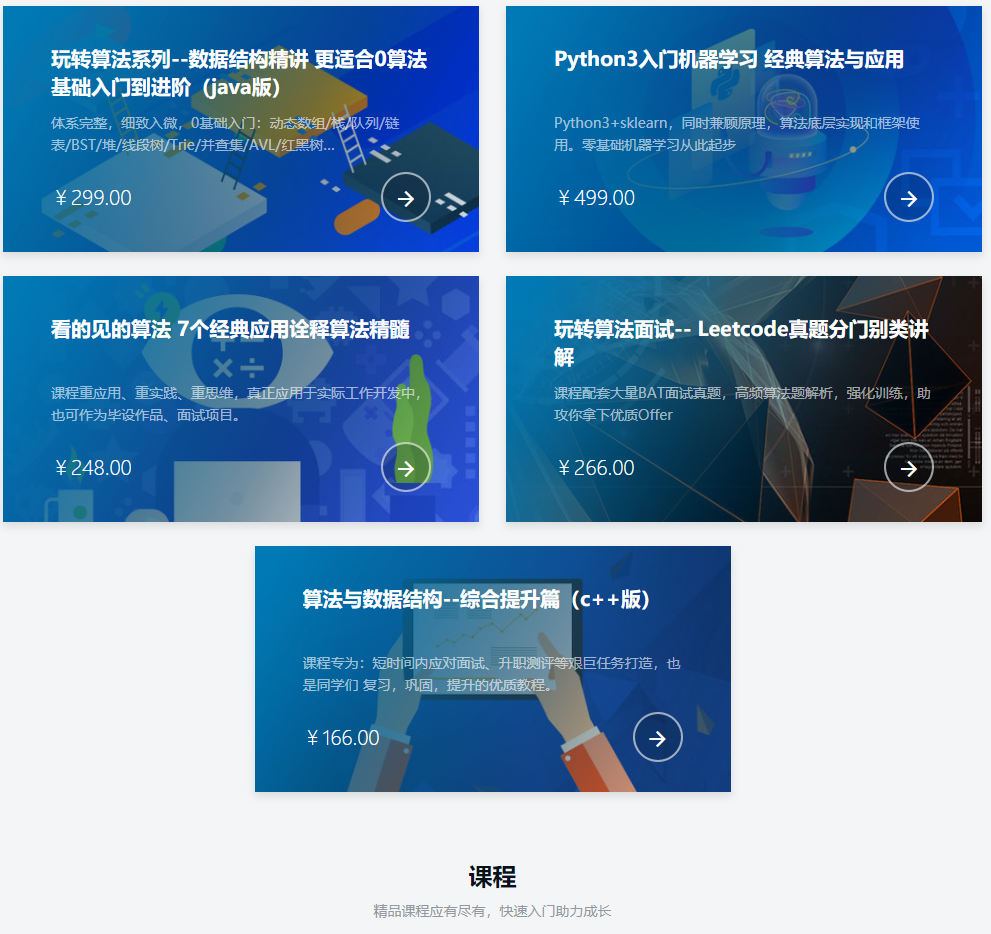 玩转算法系列--数据结构精讲 更适合0算法
基础入门到进阶（java版）
体系完整，细致入微，0基础入门：动态数组/栈/队列/链
表/BST/堆/线段树/Trie/并查集/AVL/红黑树...
￥299.00
Python3入门机器学习 经典算法与应用
Python3+sklearn，同时兼顾原理，算法底层实现和框架使
用。零基础机器学习从此起步
￥499.00
看的见的算法 7个经典应用诠释算法精髓
课程重应用、重实践、重思维，真正应用于实际工作开发中，
也可作为毕设作品、面试项目。
￥248.00
玩转算法面试-- Leetcode真题分门别类讲
解
课程配套大量BAT面试真题，高频算法题解析，强化训练，助
攻你拿下优质Offer
￥266.00
算法与数据结构--综合提升篇（c++版）
课程专为：短时间内应对面试、升职测评等艰巨任务打造，也
是同学们 复习，巩固，提升的优质教程。
￥166.00
课程
精品课程应有尽有，快速入门助力成长